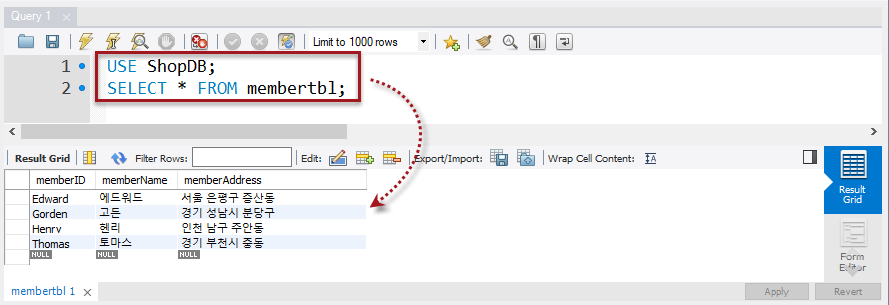 Query 1
Limit to 1000 rows
1 USE ShopDB;
2 SELECT * FROM membertbl;
Result Grid Filter Rows: Edit: Export/Import: Wrap Cell Content:
memberID memberName memberAddress
Edward 에드워드 서울 은평구 증산동
Gorden 고든 경기 성남시 분당구
Henry 헨리 인천 남구 주안동
Thomas 토마스 경기 부천시 중동
NULL NULL NULL
Result
Grid
Form
Editor
membertbl 1 Apply Revert